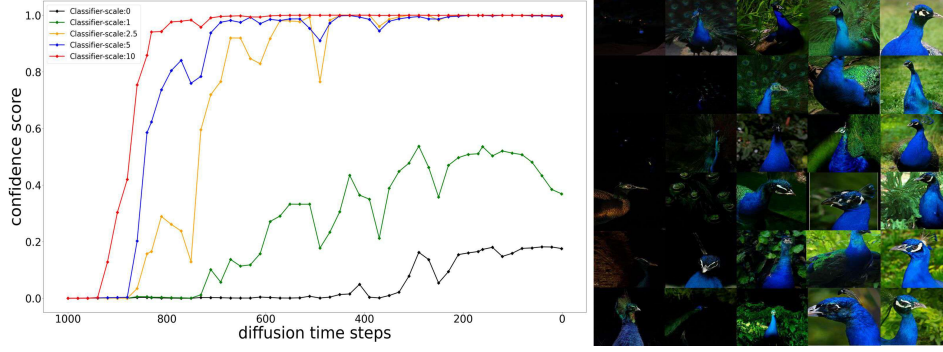 Classifier-scale:0
Classifier-scale:1
Classifier-scale:2.5
Classifier-scale:5
Classifier-scale:10
1.0
0.8
0.6
0.4
0.2
0.0
confidence score
1000 800 600 400 200 0
diffusion time steps